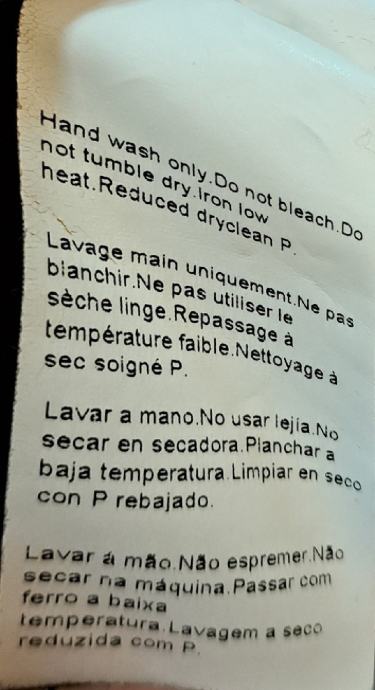 Hand wash only.Do not bleach.Do
not tumble dry.Iron low
heat.Reduced dryclean P.
Lavage main uniquement.Ne pas
blanchir.Ne pas utiliser le
sèche linge.Repassage à
température faible.Nettoyage à
sec soigné P.
Lavar a mano.No usar lejía.No
secar en secadora.Planchar a
baja temperatura.Limpiar en seco
con P rebajado.
Lavar á mão.Não espremer.Não
secar na máquina.Passar com
ferro a baixa
temperatura.Lavagem a seco
reduzida com P.